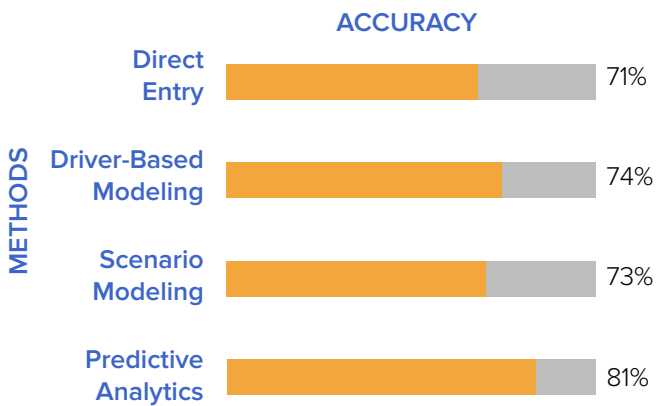 ACCURACY
METHODS
Direct
Entry
71%
Driver-Based
Modeling
74%
Scenario
Modeling
73%
Predictive
Analytics
81%